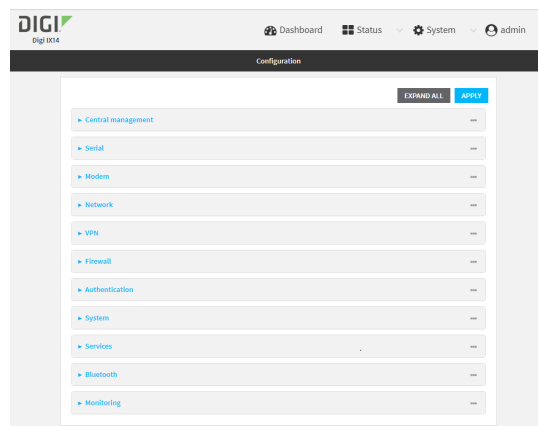 DIGI
Digi IX14
Dashboard Status System admin
Configuration
EXPAND ALL APPLY
Central management
Serial
Modem
Network
VPN
Firewall
Authentication
System
Services
Bluetooth
Monitoring